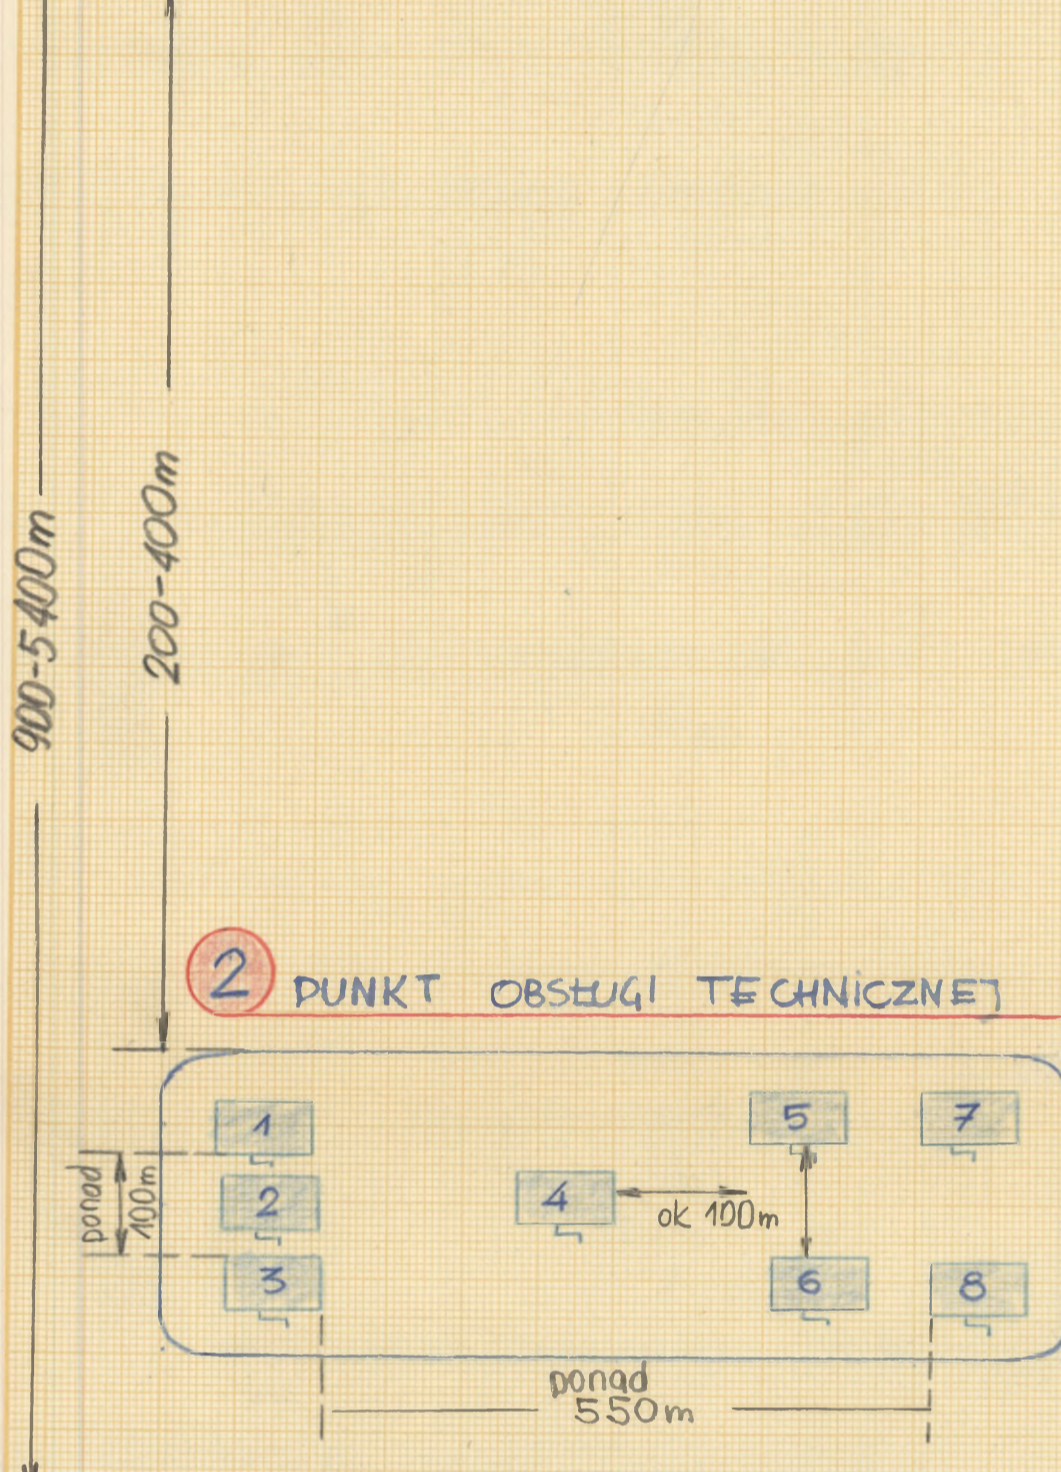 900-5400m
200-400m
2 PUNKT OBSŁUGI TECHNICZNEJ
1
5
7
ponad
100m
2
4
ok 100m
3
6
8
ponad
550m